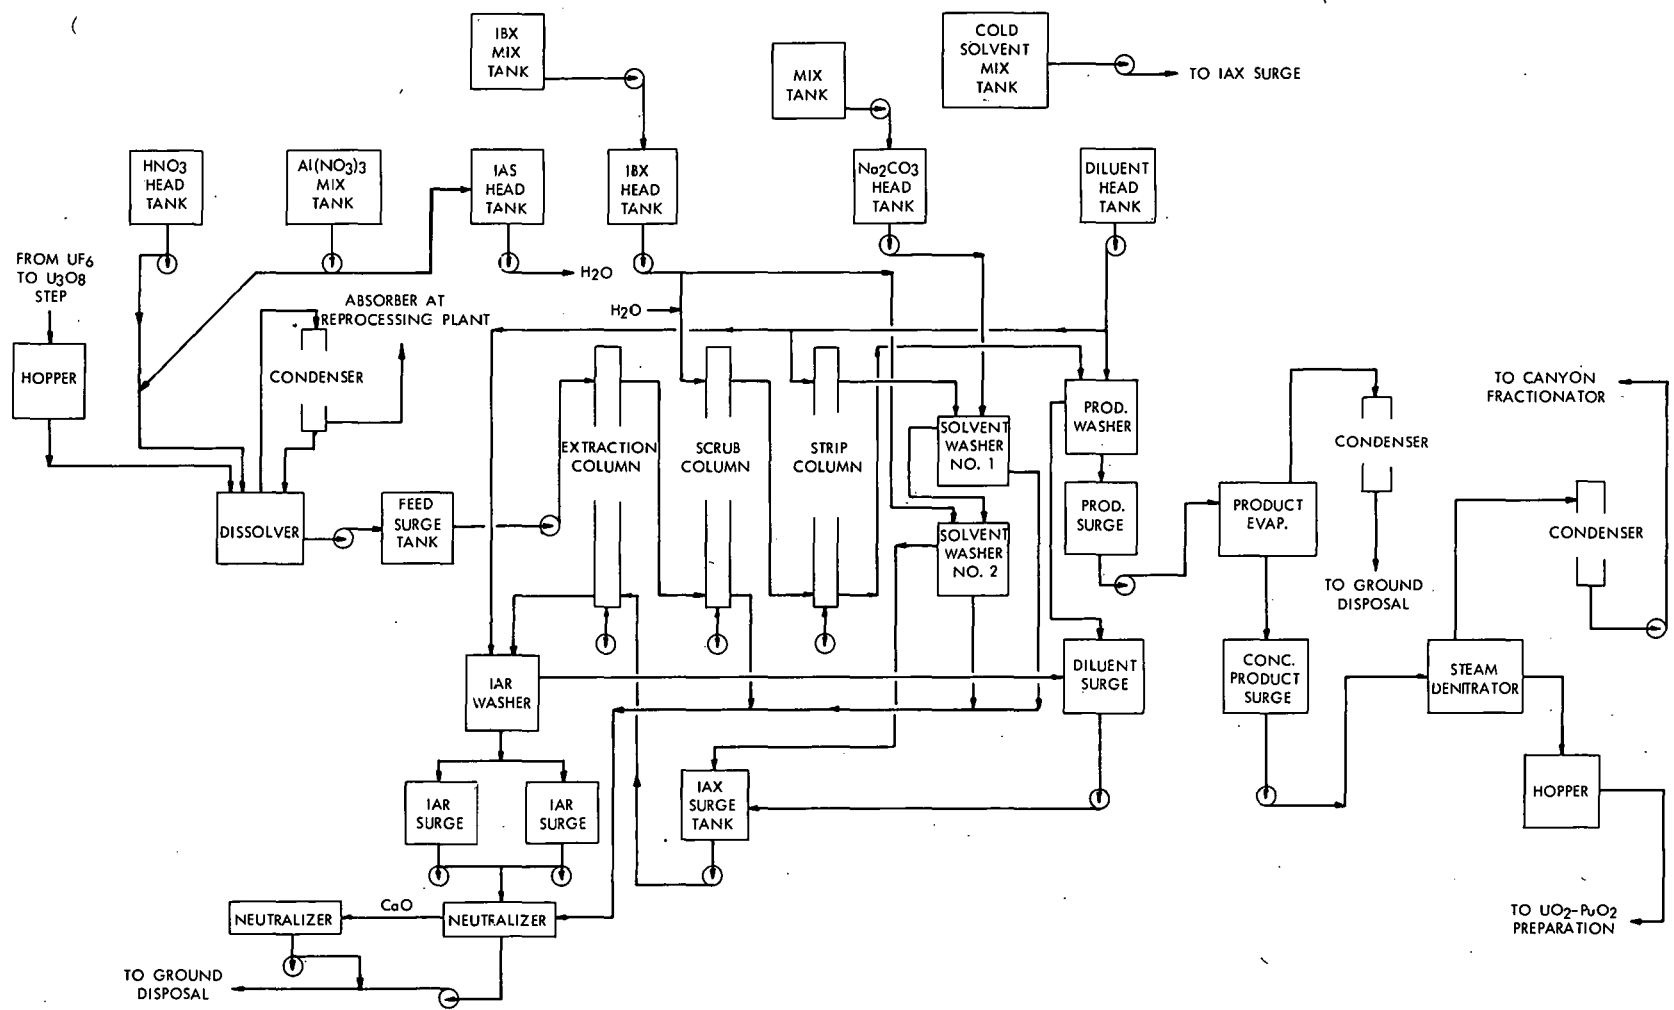 IBX
MIX
TANK
COLD
SOLVENT
MIX
TANK
TO IAX SURGE
MIX
TANK
HNO3
HEAD
TANK
Al(NO3)3
MIX
TANK
IAS
HEAD
TANK
IBX
HEAD
TANK
Na2CO3
HEAD
TANK
DILUENT
HEAD
TANK
FROM UF6
TO U3O8
STEP
H2O
ABSORBER AT
REPROCESSING PLANT
H2O
HOPPER
CONDENSER
EXTRACTION
COLUMN
SCRUB
COLUMN
STRIP
COLUMN
SOLVENT
WASHER
NO. 1
PROD.
WASHER
CONDENSER
TO CANYON
FRACTIONATOR
DISSOLVER
FEED
SURGE
TANK
SOLVENT
WASHER
NO. 2
PROD.
SURGE
PRODUCT
EVAP.
CONDENSER
TO GROUND
DISPOSAL
IAR
WASHER
DILUENT
SURGE
CONC.
PRODUCT
SURGE
STEAM
DENITRATOR
IAR
SURGE
IAR
SURGE
IAX
SURGE
TANK
HOPPER
NEUTRALIZER
CaO
NEUTRALIZER
TO UO2-PuO2
PREPARATION
TO GROUND
DISPOSAL